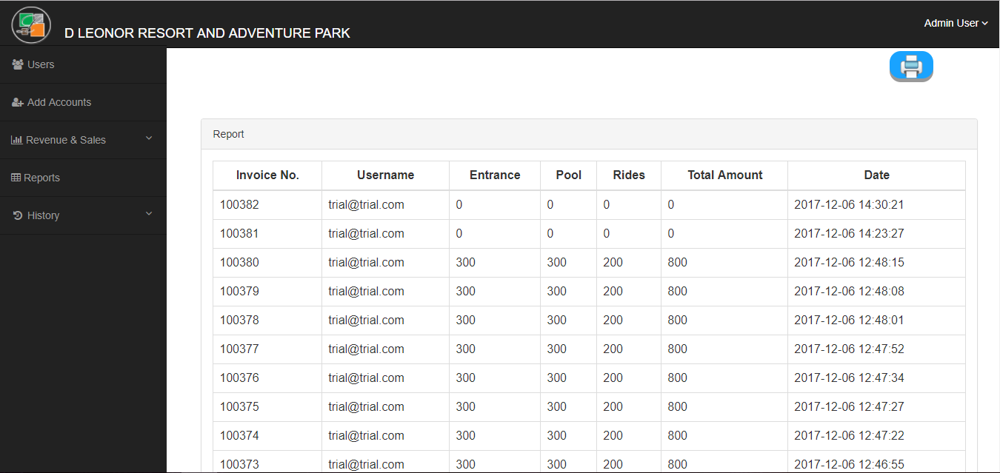 D LEONOR RESORT AND ADVENTURE PARK
Admin User
Users
Add Accounts
Revenue & Sales
Reports
History
Report
Invoice No. Username Entrance Pool Rides Total Amount Date
100382 trial@trial.com 0 0 0 0 2017-12-06 14:30:21
100381 trial@trial.com 0 0 0 0 2017-12-06 14:23:27
100380 trial@trial.com 300 300 200 800 2017-12-06 12:48:15
100379 trial@trial.com 300 300 200 800 2017-12-06 12:48:08
100378 trial@trial.com 300 300 200 800 2017-12-06 12:48:01
100377 trial@trial.com 300 300 200 800 2017-12-06 12:47:52
100376 trial@trial.com 300 300 200 800 2017-12-06 12:47:34
100375 trial@trial.com 300 300 200 800 2017-12-06 12:47:27
100374 trial@trial.com 300 300 200 800 2017-12-06 12:47:22
100373 trial@trial.com 300 300 200 800 2017-12-06 12:46:55